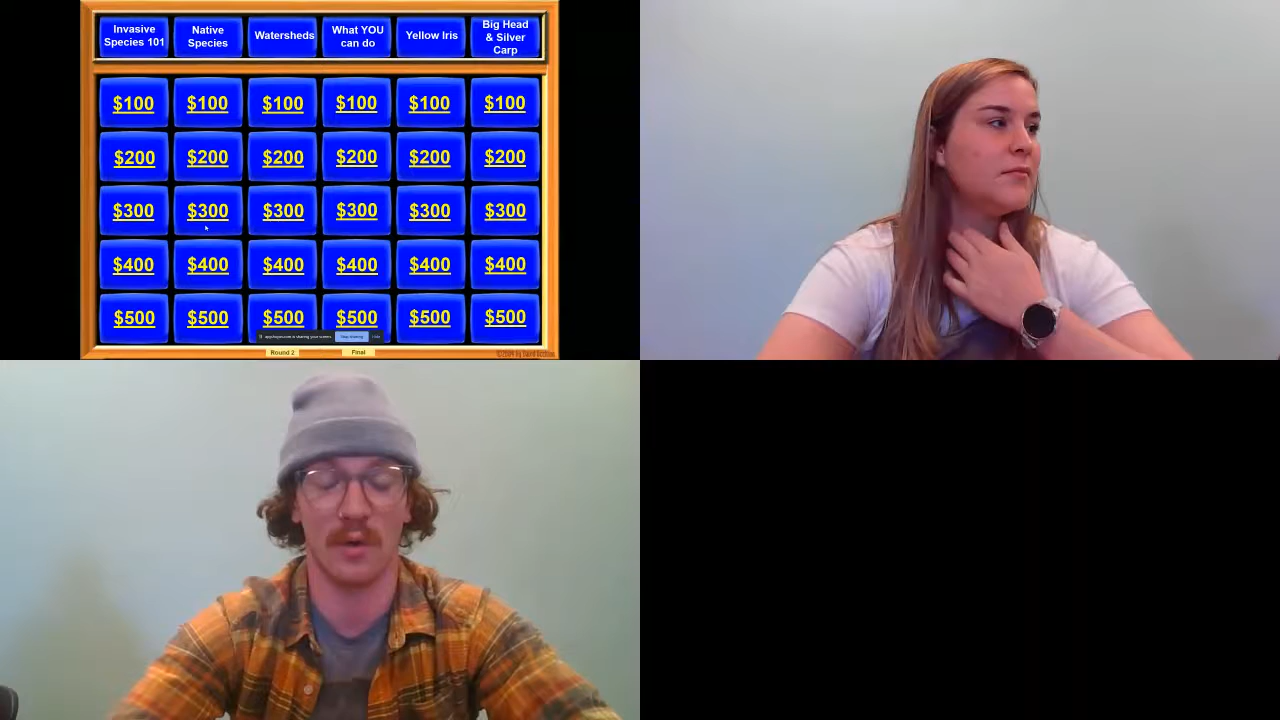 Invasive
Species 101
Native
Species
Watersheds
What YOU
can do
Yellow Iris
Big Head
& Silver
Carp
$100 $100 $100 $100 $100 $100
$200 $200 $200 $200 $200 $200
$300 $300 $300 $300 $300 $300
$400 $400 $400 $400 $400 $400
$500 $500 $500 $500 $500 $500
Stop sharing
Round 2 Final